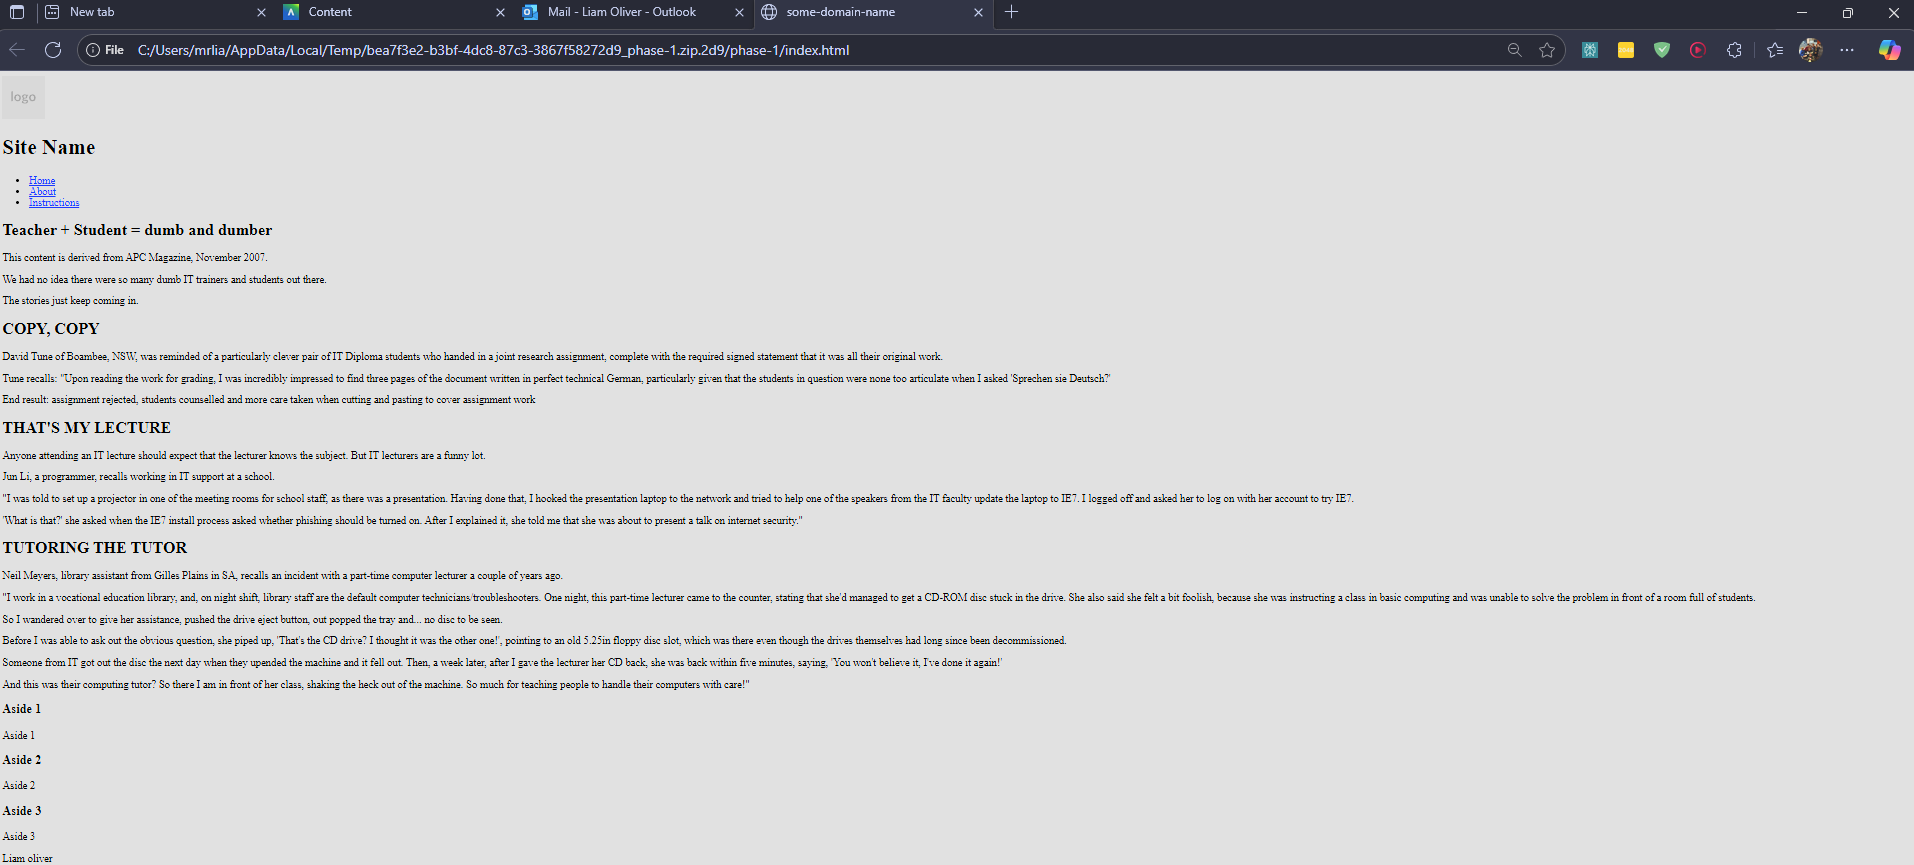 New tab
Content
Mail - Liam Oliver - Outlook
some-domain-name
File C:/Users/mrlia/AppData/Local/Temp/bea7f3e2-b3bf-4dc8-87c3-3867f58272d9_phase-1.zip.2d9/phase-1/index.html
logo
Site Name
Home
About
Instructions
Teacher + Student = dumb and dumber
This content is derived from APC Magazine, November 2007.
We had no idea there were so many dumb IT trainers and students out there.
The stories just keep coming in.
COPY, COPY
David Tune of Boambee, NSW, was reminded of a particularly clever pair of IT Diploma students who handed in a joint research assignment, complete with the required signed statement that it was all their original work.
Tune recalls: "Upon reading the work for grading, I was incredibly impressed to find three pages of the document written in perfect technical German, particularly given that the students in question were none too articulate when I asked 'Sprechen sie Deutsch?'
End result: assignment rejected, students counselled and more care taken when cutting and pasting to cover assignment work
THAT'S MY LECTURE
Anyone attending an IT lecture should expect that the lecturer knows the subject. But IT lecturers are a funny lot.
Jun Li, a programmer, recalls working in IT support at a school.
"I was told to set up a projector in one of the meeting rooms for school staff, as there was a presentation. Having done that, I hooked the presentation laptop to the network and tried to help one of the speakers from the IT faculty update the laptop to IE7. I logged off and asked her to log on with her account to try IE7.
'What is that?' she asked when the IE7 install process asked whether phishing should be turned on. After I explained it, she told me that she was about to present a talk on internet security."
TUTORING THE TUTOR
Neil Meyers, library assistant from Gilles Plains in SA, recalls an incident with a part-time computer lecturer a couple of years ago.
"I work in a vocational education library, and, on night shift, library staff are the default computer technicians/troubleshooters. One night, this part-time lecturer came to the counter, stating that she'd managed to get a CD-ROM disc stuck in the drive. She also said she felt a bit foolish, because she was instructing a class in basic computing and was unable to solve the problem in front of a room full of students.
So I wandered over to give her assistance, pushed the drive eject button, out popped the tray and... no disc to be seen.
Before I was able to ask out the obvious question, she piped up, 'That's the CD drive? I thought it was the other one!', pointing to an old 5.25in floppy disc slot, which was there even though the drives themselves had long since been decommissioned.
Someone from IT got out the disc the next day when they upended the machine and it fell out. Then, a week later, after I gave the lecturer her CD back, she was back within five minutes, saying, 'You won't believe it, I've done it again!'
And this was their computing tutor? So there I am in front of her class, shaking the heck out of the machine. So much for teaching people to handle their computers with care!"
Aside 1
Aside 1
Aside 2
Aside 2
Aside 3
Aside 3
Liam oliver